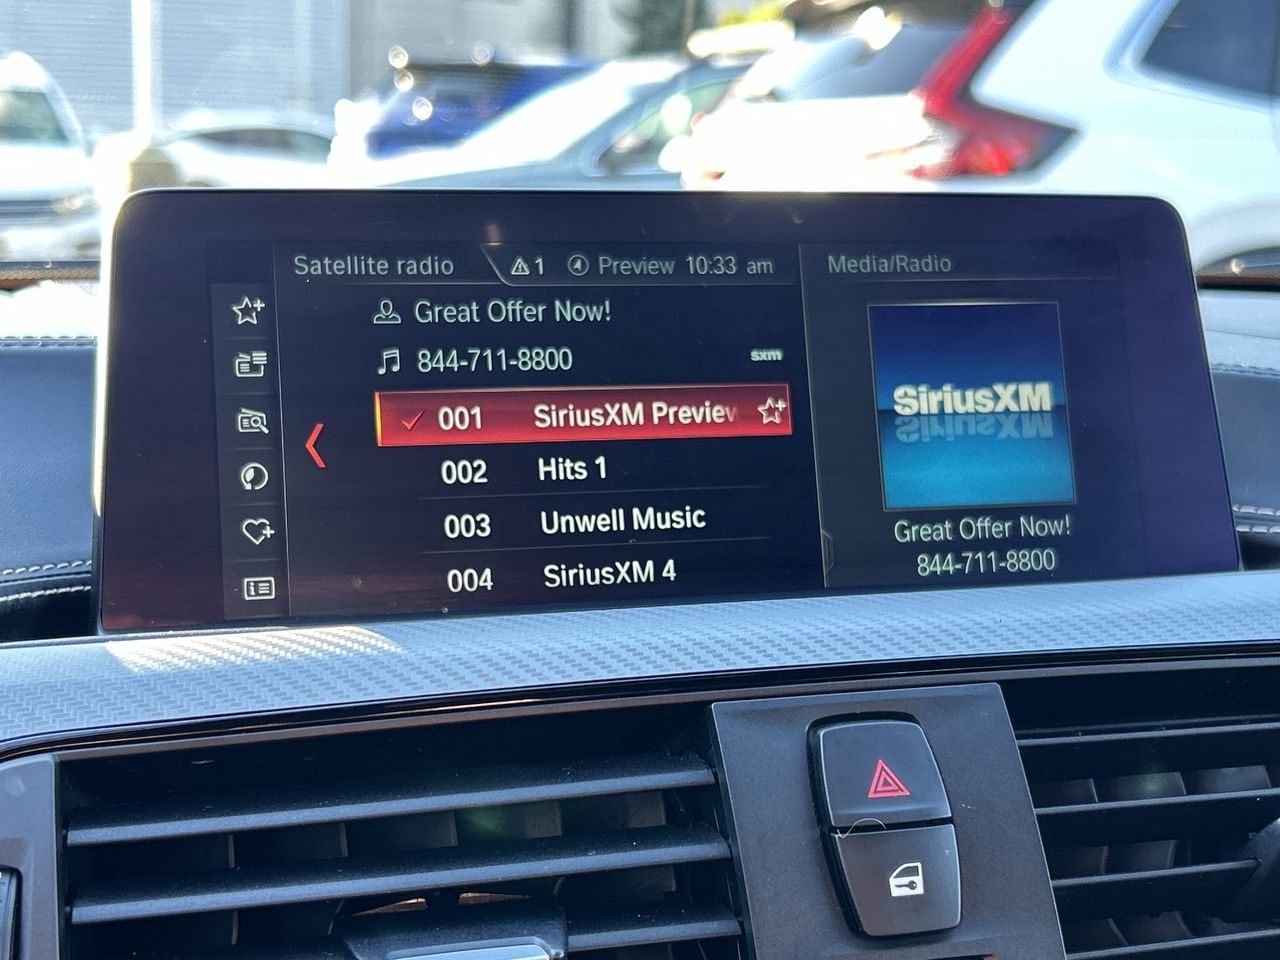 Satellite radio
1 Preview 10:33 am
Media/Radio
Great Offer Now!
844-711-8800
sxm
001 SiriusXM Preview
002 Hits 1
003 Unwell Music
004 SiriusXM 4
SiriusXM
Great Offer Now!
844-711-8800